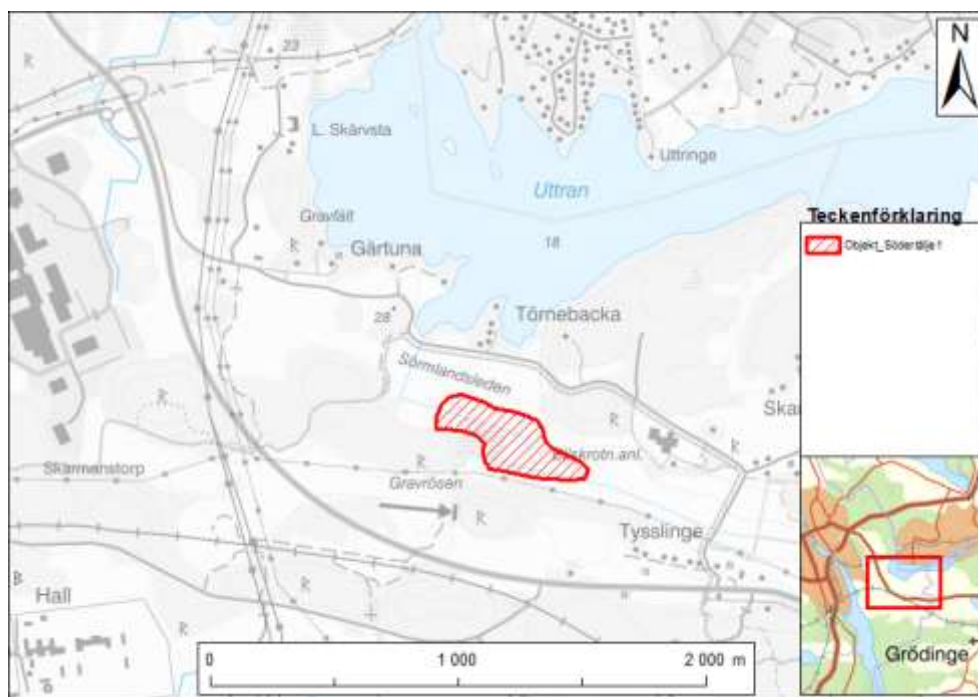 23
N
L. Skärvsta
Uttringe
Uttran
Teckenförklaring
Gravfält
18
Objekt_Södertälje 1
Gärtuna
28
Törnebacka
Sörmlandsleden
R
Ska
R
R
Skärmanstorp
R
Gravrösen
R
Tysslinge
R
Hall
R
0
1 000
2 000 m
Grödinge